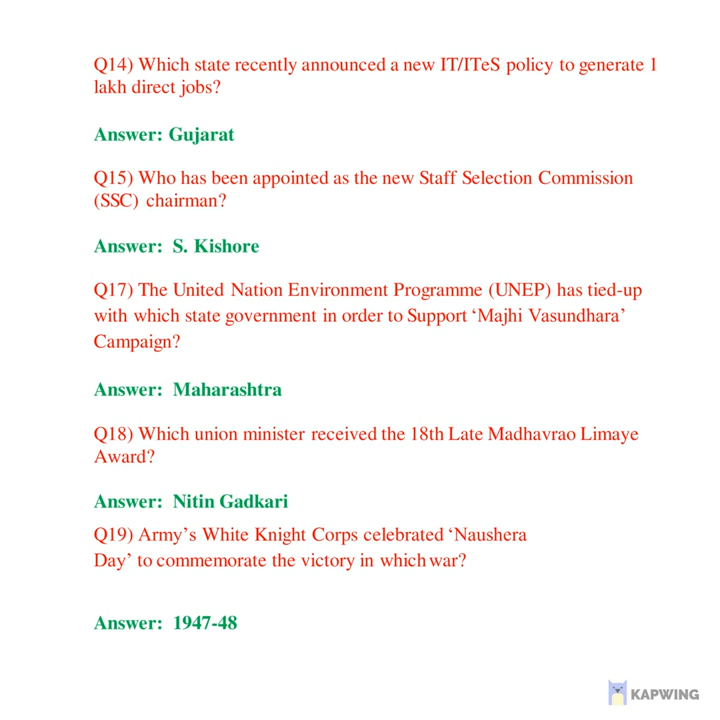 Q14) Which state recently announced a new IT/ITeS policy to generate 1
lakh direct jobs?
Answer: Gujarat
Q15) Who has been appointed as the new Staff Selection Commission
(SSC) chairman?
Answer: S. Kishore
Q17) The United Nation Environment Programme (UNEP) has tied-up
with which state government in order to Support ‘Majhi Vasundhara’
Campaign?
Answer: Maharashtra
Q18) Which union minister received the 18th Late Madhavrao Limaye
Award?
Answer: Nitin Gadkari
Q19) Army’s White Knight Corps celebrated ‘Naushera
Day’ to commemorate the victory in which war?
Answer: 1947-48
KAPWING